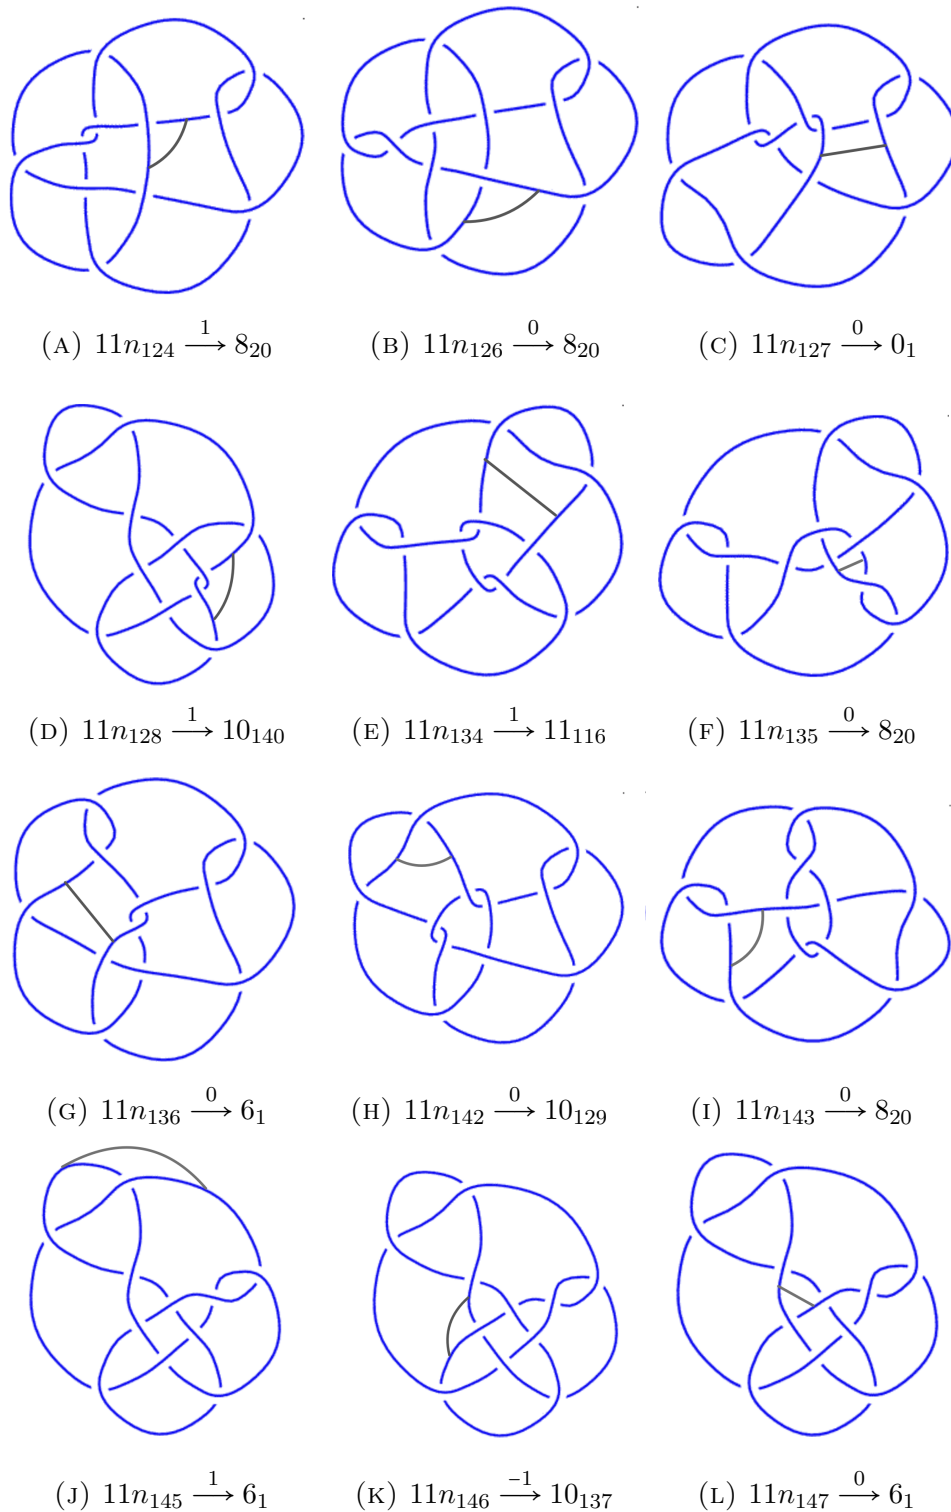 (A) 11n₁₂₄ —1→ 8₂₀
(B) 11n₁₂₆ —0→ 8₂₀
(C) 11n₁₂₇ —0→ 0₁
(D) 11n₁₂₈ —1→ 10₁₄₀
(E) 11n₁₃₄ —1→ 11₁₁₆
(F) 11n₁₃₅ —0→ 8₂₀
(G) 11n₁₃₆ —0→ 6₁
(H) 11n₁₄₂ —0→ 10₁₂₉
(I) 11n₁₄₃ —0→ 8₂₀
(J) 11n₁₄₅ —1→ 6₁
(K) 11n₁₄₆ —−1→ 10₁₃₇
(L) 11n₁₄₇ —0→ 6₁